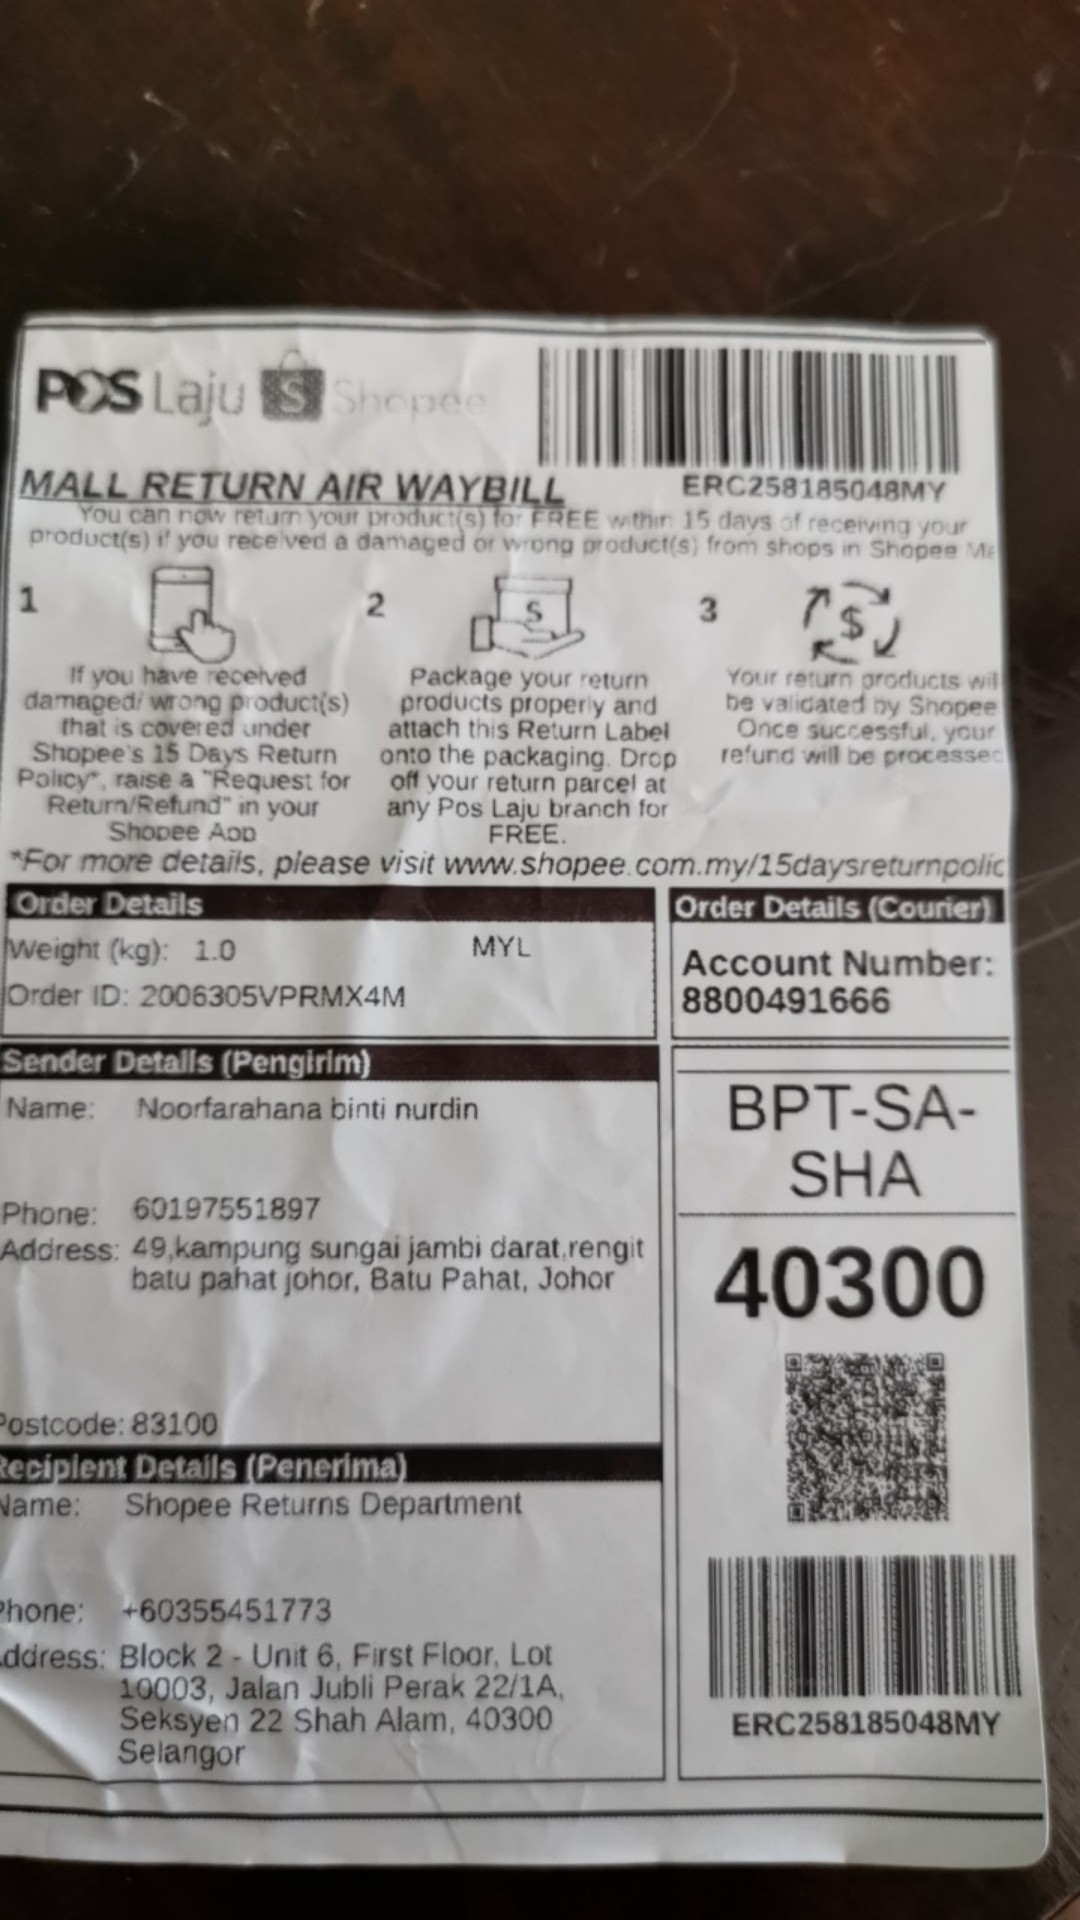 POS Laju Shopee
MALL RETURN AIR WAYBILL
ERC258185048MY
You can now return your product(s) for FREE within 15 days of receiving your
product(s) if you received a damaged or wrong product(s) from shops in Shopee Ma
1
If you have received
damaged/ wrong product(s)
that is covered under
Shopee's 15 Days Return
Policy*, raise a "Request for
Return/Refund" in your
Shopee App
2
Package your return
products properly and
attach this Return Label
onto the packaging. Drop
off your return parcel at
any Pos Laju branch for
FREE.
3
Your return products wil
be validated by Shopee
Once successful, your
refund will be processed
*For more details, please visit www.shopee.com.my/15daysreturnpolic
Order Details
Weight (kg): 1.0 MYL
Order ID: 2006305VPRMX4M
Order Details (Courier)
Account Number:
8800491666
Sender Details (Pengirim)
Name: Noorfarahana binti nurdin
Phone: 60197551897
Address: 49,kampung sungai jambi darat,rengit
batu pahat johor, Batu Pahat, Johor
Postcode: 83100
Recipient Details (Penerima)
Name: Shopee Returns Department
Phone: +60355451773
Address: Block 2 - Unit 6, First Floor, Lot
10003, Jalan Jubli Perak 22/1A,
Seksyen 22 Shah Alam, 40300
Selangor
BPT-SA-
SHA
40300
ERC258185048MY